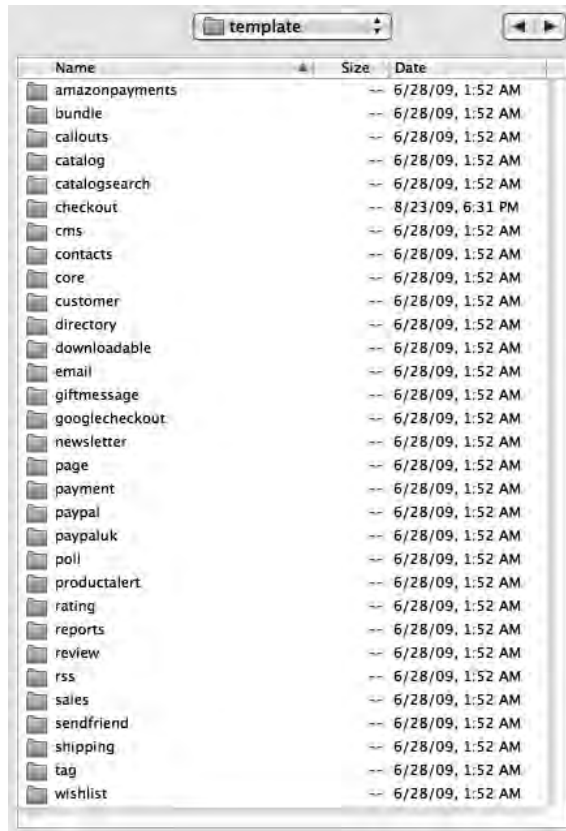 template
Name Size Date
amazonpayments -- 6/28/09, 1:52 AM
bundle -- 6/28/09, 1:52 AM
callouts -- 6/28/09, 1:52 AM
catalog -- 6/28/09, 1:52 AM
catalogsearch -- 6/28/09, 1:52 AM
checkout -- 8/23/09, 6:31 PM
cms -- 6/28/09, 1:52 AM
contacts -- 6/28/09, 1:52 AM
core -- 6/28/09, 1:52 AM
customer -- 6/28/09, 1:52 AM
directory -- 6/28/09, 1:52 AM
downloadable -- 6/28/09, 1:52 AM
email -- 6/28/09, 1:52 AM
giftmessage -- 6/28/09, 1:52 AM
googlecheckout -- 6/28/09, 1:52 AM
newsletter -- 6/28/09, 1:52 AM
page -- 6/28/09, 1:52 AM
payment -- 6/28/09, 1:52 AM
paypal -- 6/28/09, 1:52 AM
paypaluk -- 6/28/09, 1:52 AM
poll -- 6/28/09, 1:52 AM
productalert -- 6/28/09, 1:52 AM
rating -- 6/28/09, 1:52 AM
reports -- 6/28/09, 1:52 AM
review -- 6/28/09, 1:52 AM
rss -- 6/28/09, 1:52 AM
sales -- 6/28/09, 1:52 AM
sendfriend -- 6/28/09, 1:52 AM
shipping -- 6/28/09, 1:52 AM
tag -- 6/28/09, 1:52 AM
wishlist -- 6/28/09, 1:52 AM